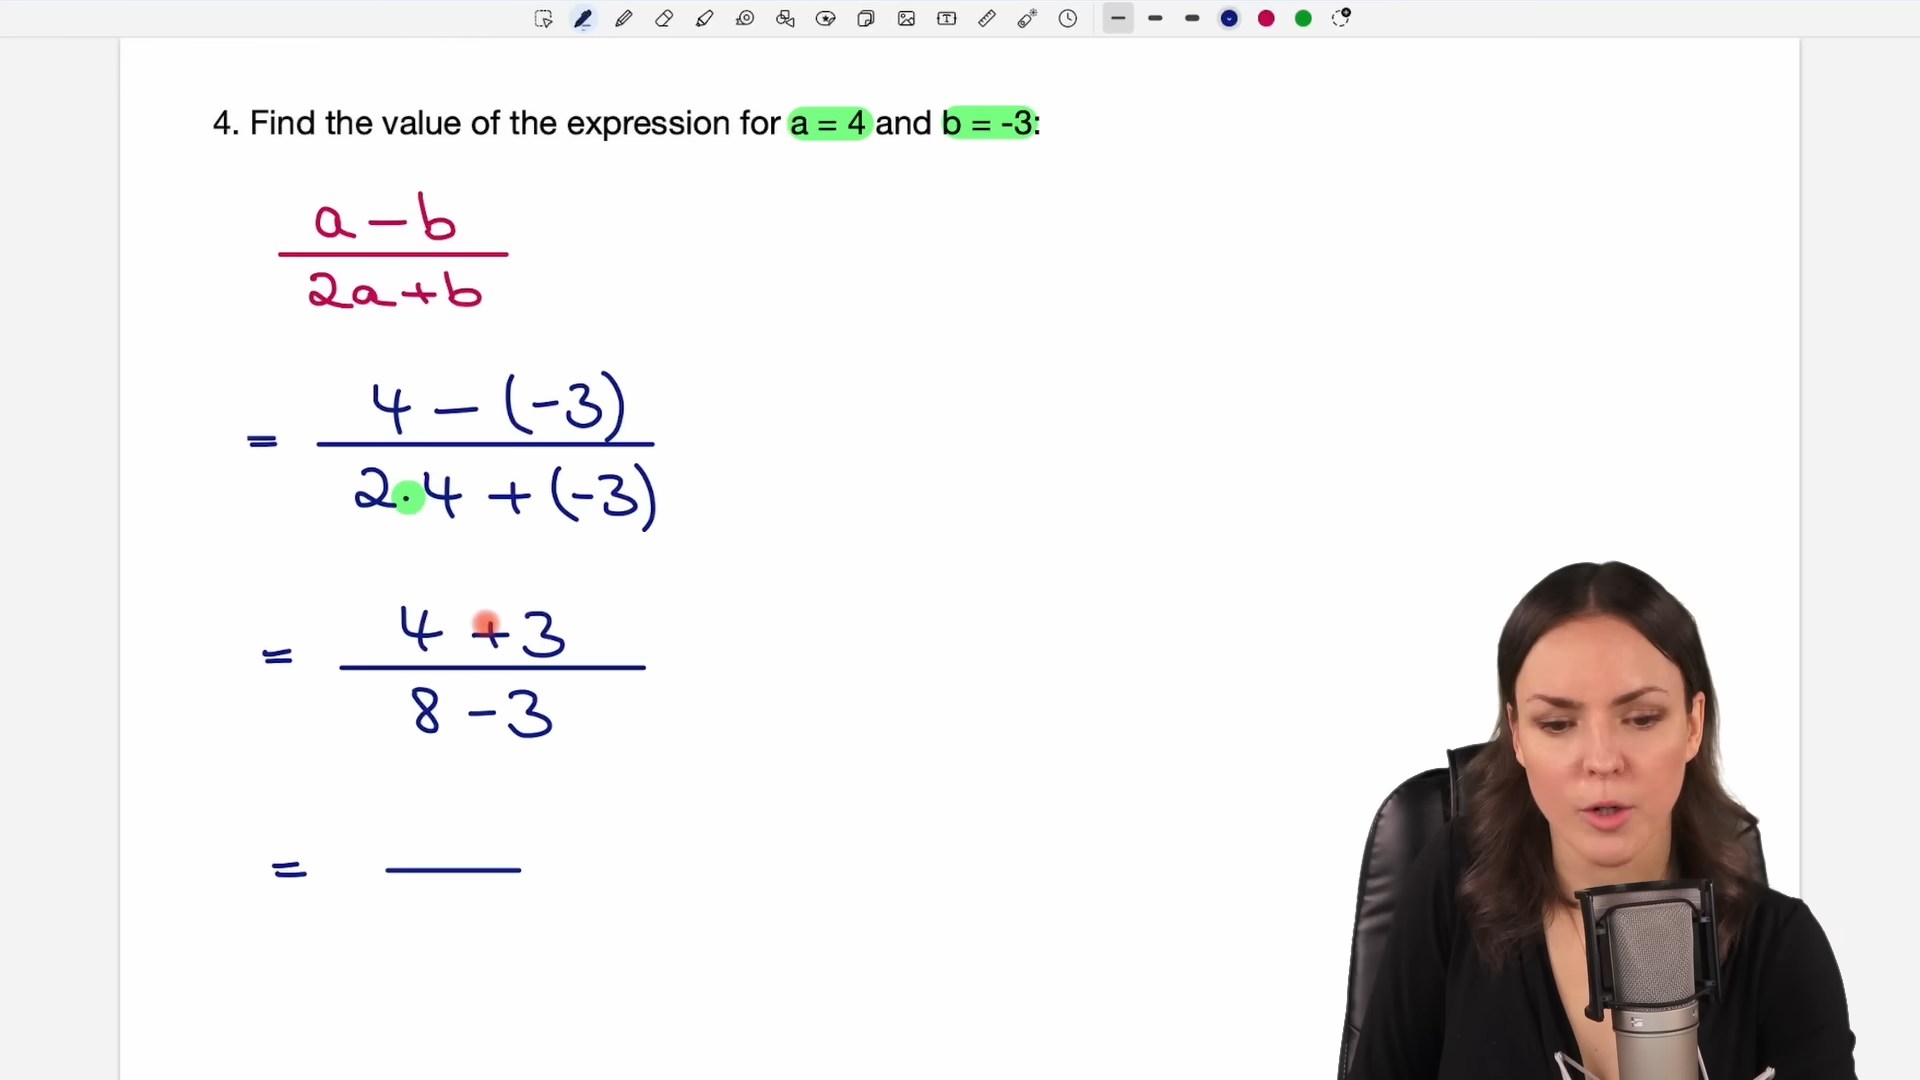 4. Find the value of the expression for a = 4 and b = -3:
a - b
2a + b
= 4 - (-3)
2·4 + (-3)
= 4 + 3
8 - 3
=